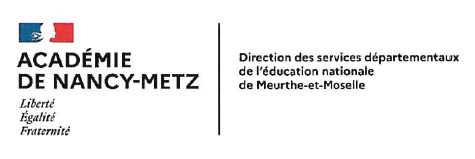 ACADÉMIE
DE NANCY-METZ
Liberté
Égalité
Fraternité
Direction des services départementaux
de l'éducation nationale
de Meurthe-et-Moselle